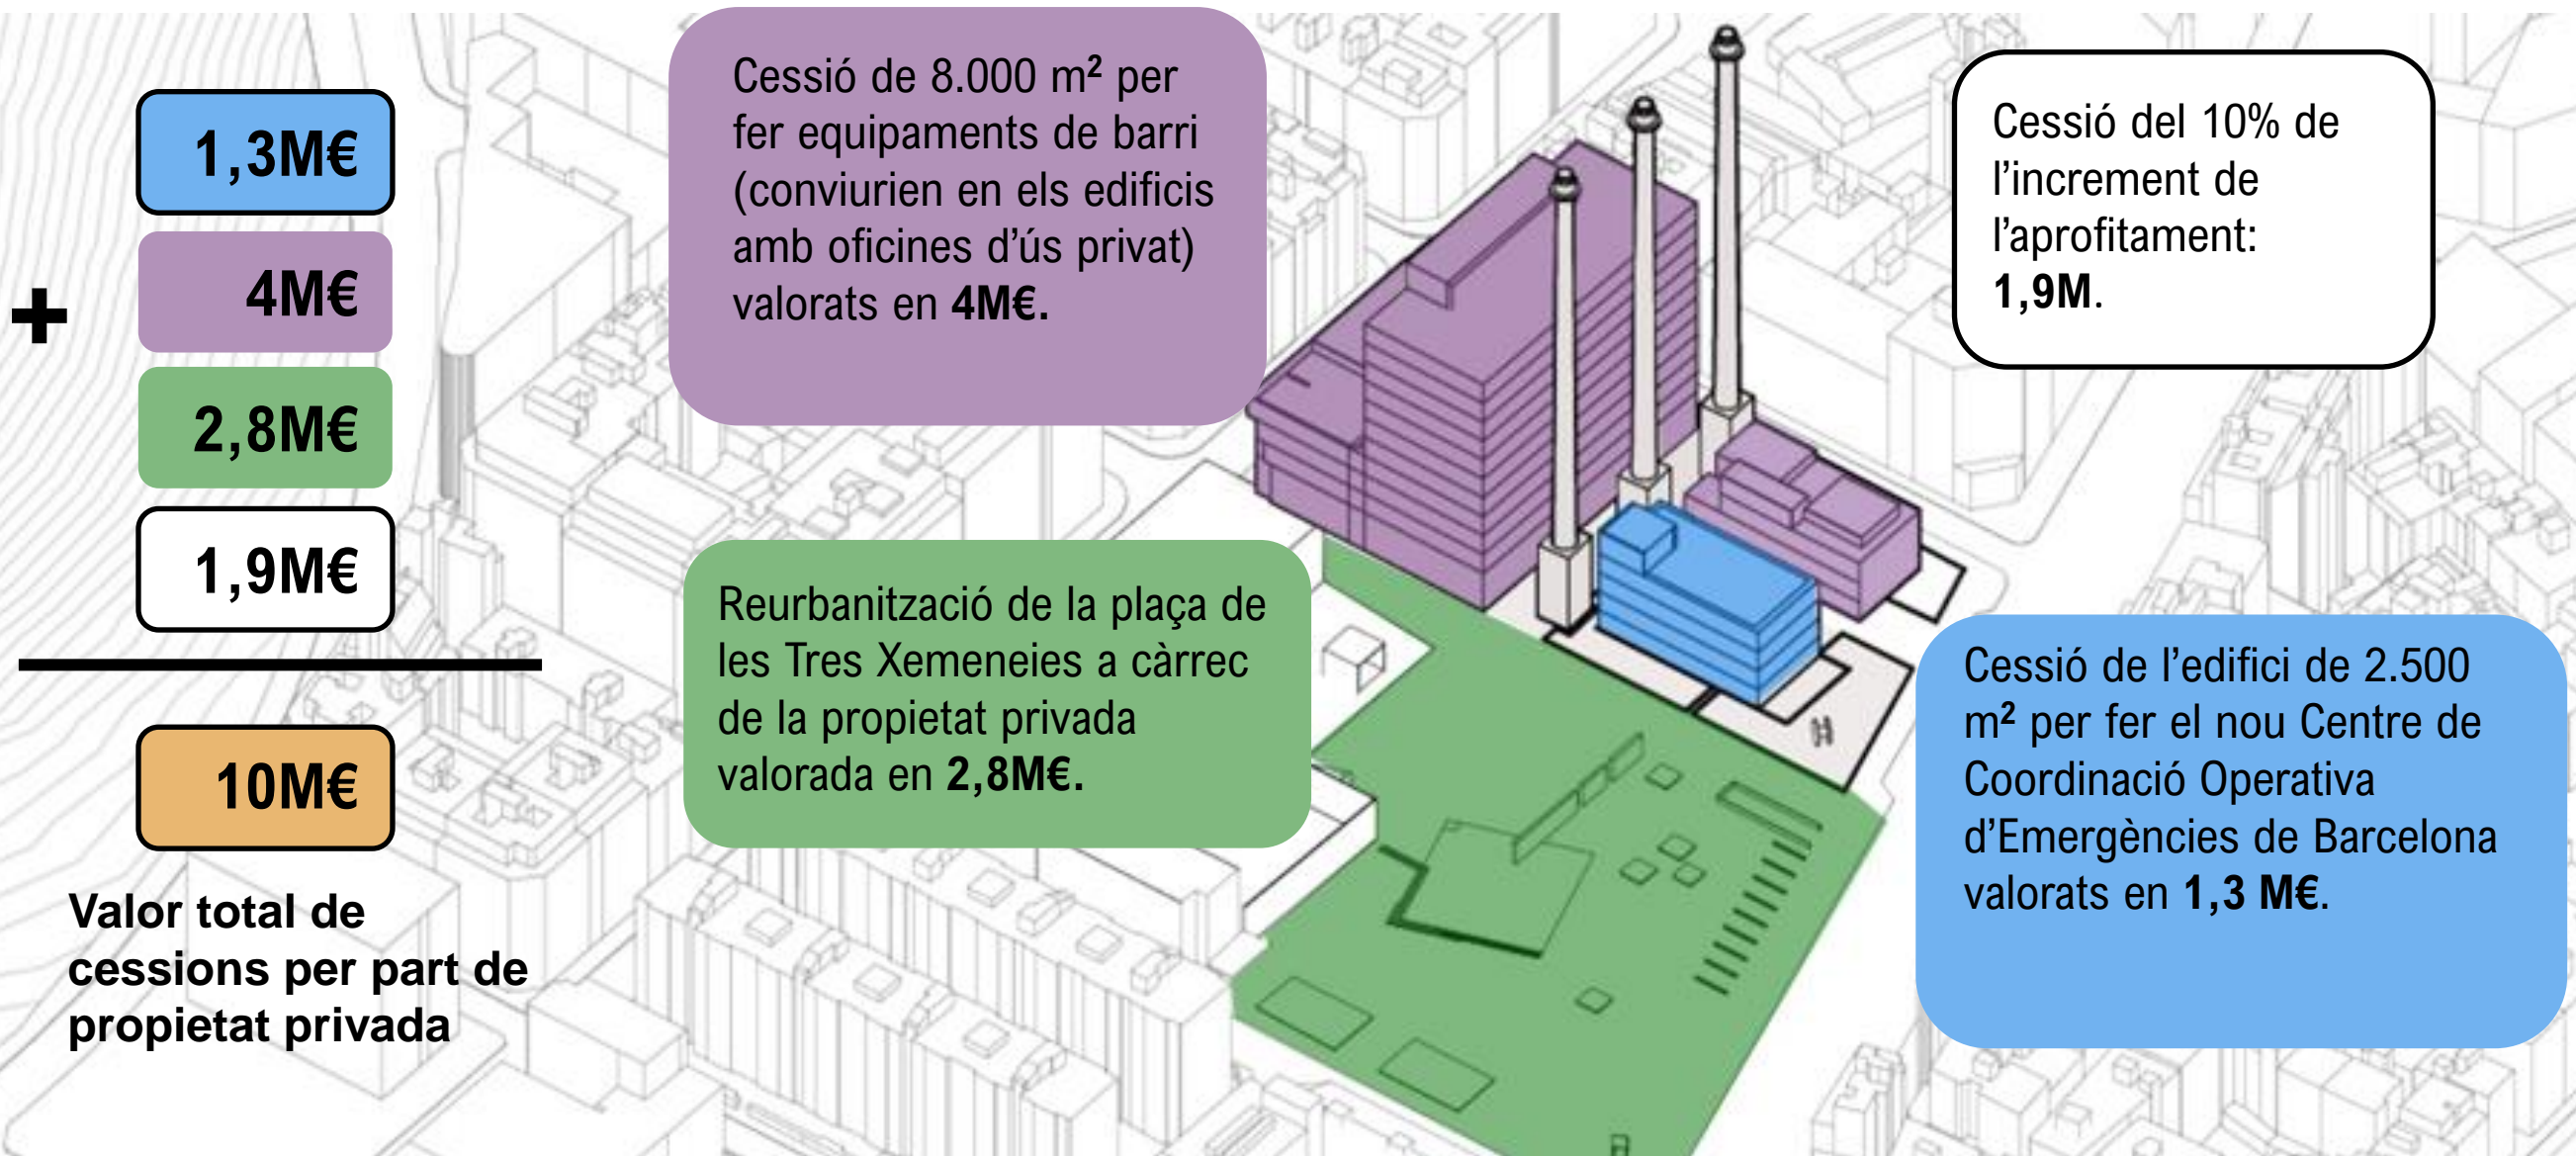 1,3M€
+
4M€
2,8M€
1,9M€
10M€
Valor total de
cessions per part de
propietat privada
Cessió de 8.000 m² per
fer equipaments de barri
(conviurien en els edificis
amb oficines d'ús privat)
valorats en 4M€.
Reurbanització de la plaça de
les Tres Xemeneies a càrrec
de la propietat privada
valorada en 2,8M€.
Cessió del 10% de
l'increment de
l'aprofitament:
1,9M.
Cessió de l'edifici de 2.500
m² per fer el nou Centre de
Coordinació Operativa
d'Emergències de Barcelona
valorats en 1,3 M€.